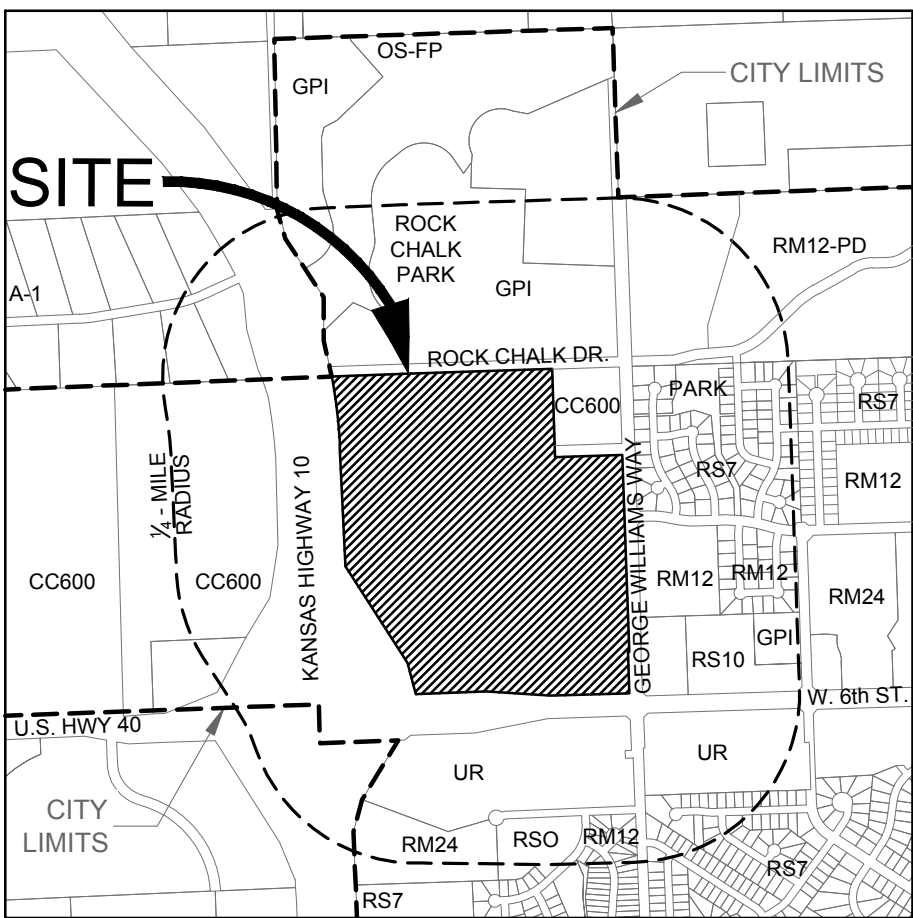 OS-FP
GPI
CITY LIMITS
SITE
ROCK
CHALK
PARK
RM12-PD
GPI
A-1
ROCK CHALK DR.
PARK
CC600
RS7
¼ - MILE
RADIUS
KANSAS HIGHWAY 10
GEORGE WILLIAMS WAY
RS7
RM12
CC600
CC600
RM12
RM12
RM24
GPI
RS10
W. 6th ST.
U.S. HWY 40
UR
UR
CITY
LIMITS
RM24
RSO
RM12
RS7
RS7